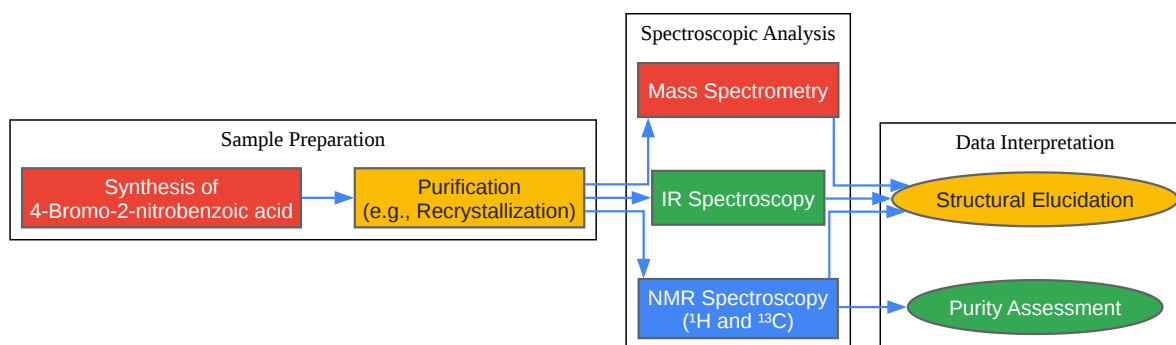 Sample Preparation
Synthesis of
4-Bromo-2-nitrobenzoic acid
Purification
(e.g., Recrystallization)
Spectroscopic Analysis
Mass Spectrometry
IR Spectroscopy
NMR Spectroscopy
(¹H and ¹³C)
Data Interpretation
Structural Elucidation
Purity Assessment